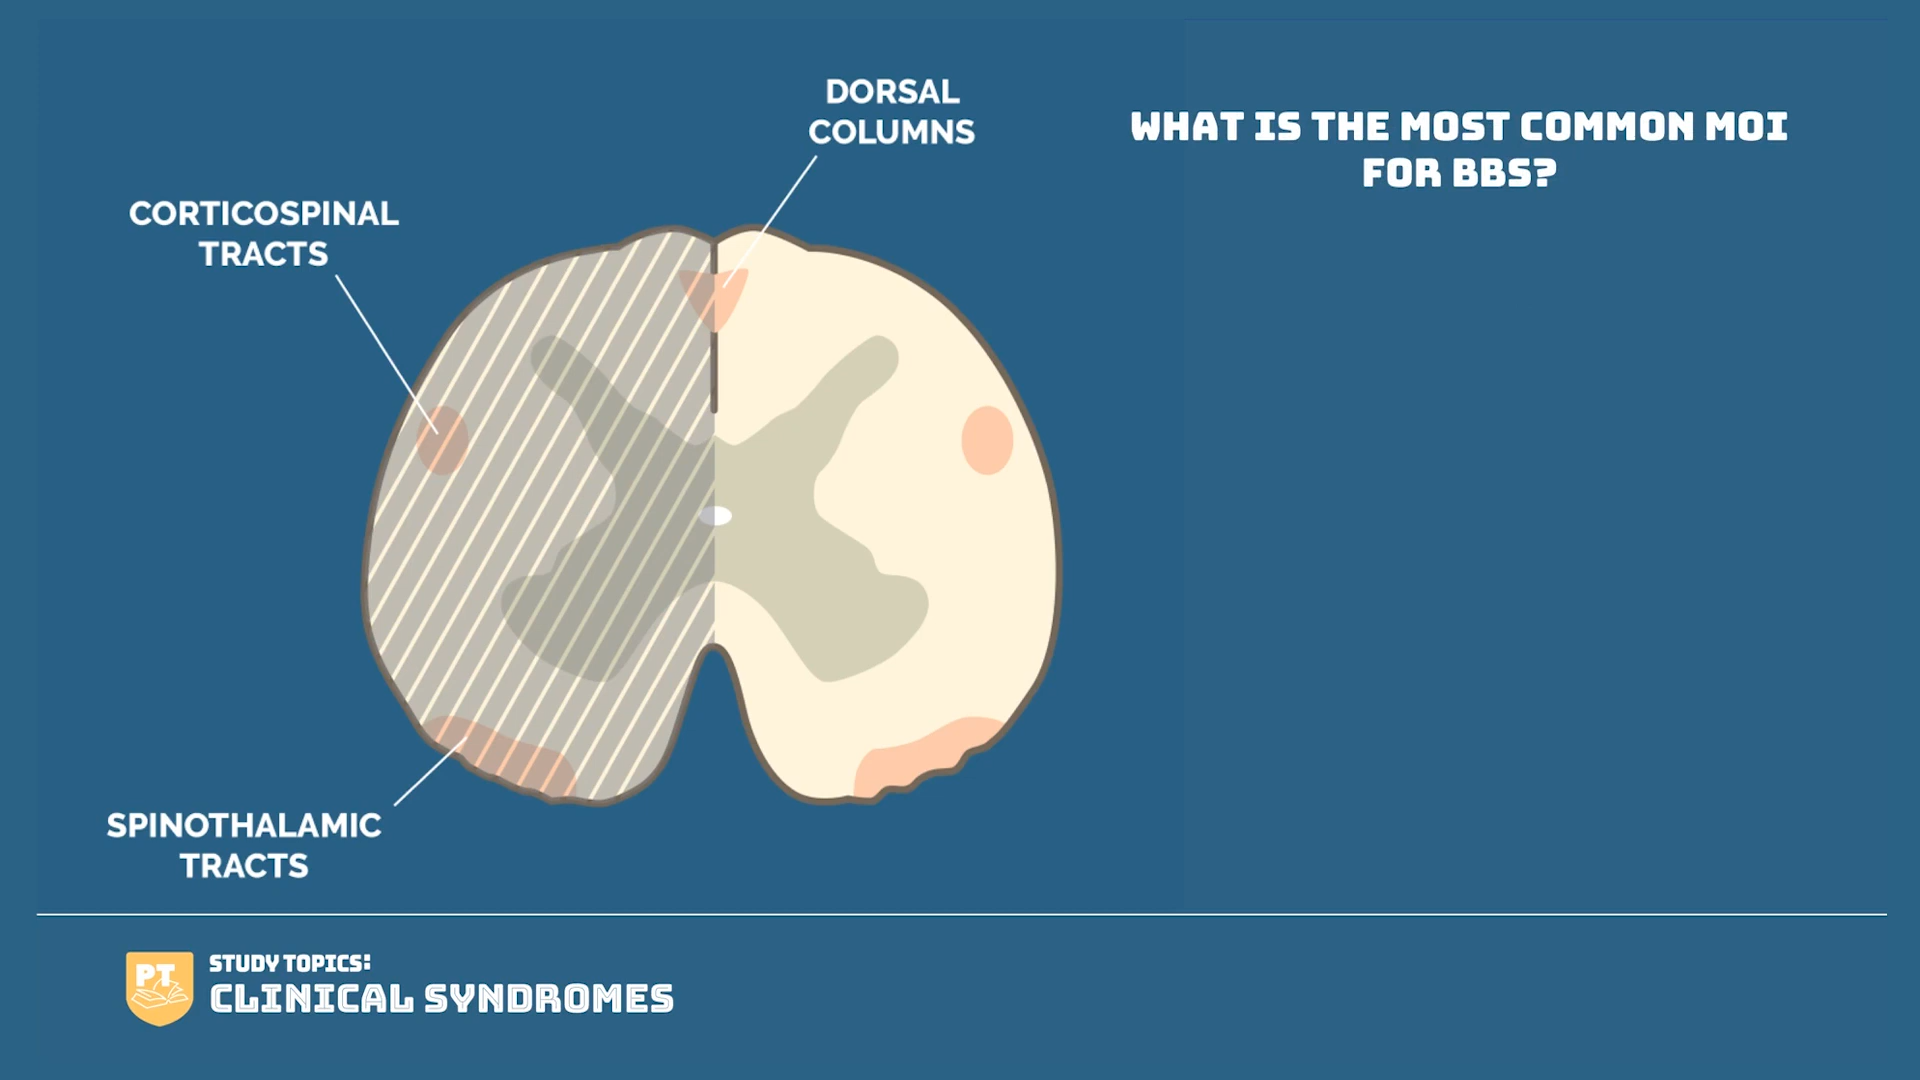 DORSAL
COLUMNS
WHAT IS THE MOST COMMON MOI
FOR BBS?
CORTICOSPINAL
TRACTS
SPINOTHALAMIC
TRACTS
PT
STUDY TOPICS:
CLINICAL SYNDROMES